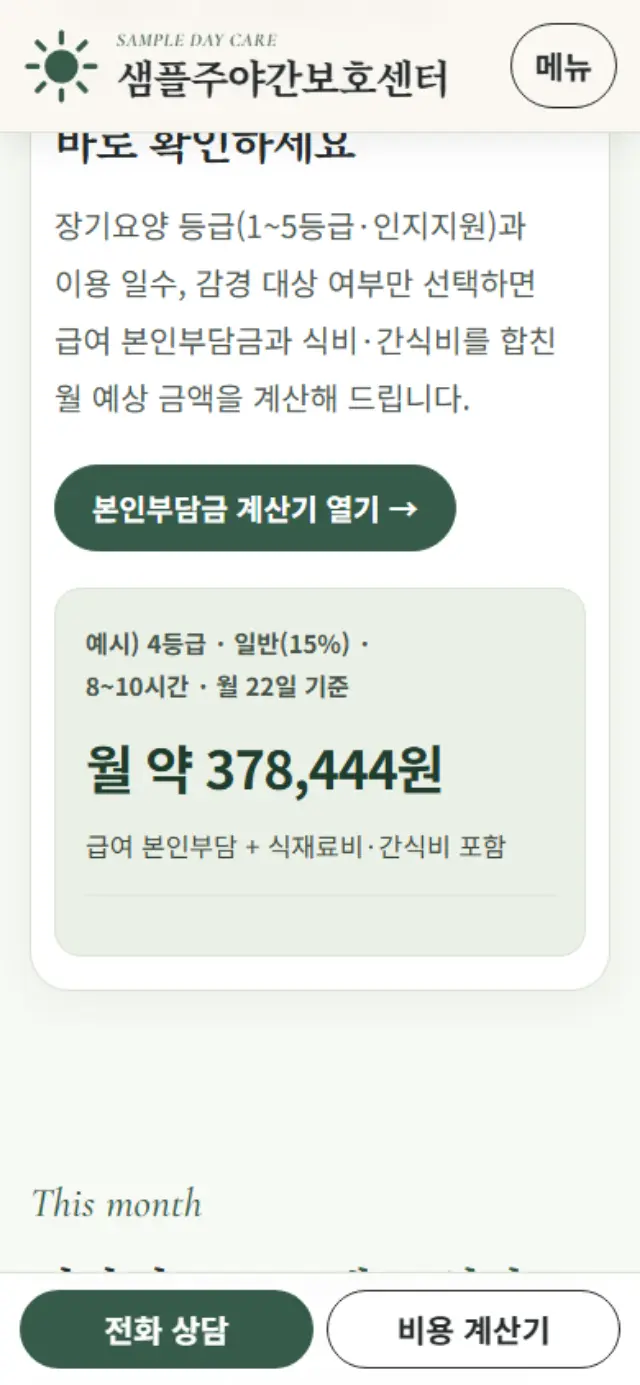 SAMPLE DAY CARE
샘플주야간보호센터
메뉴
바로 확인하세요
장기요양 등급(1~5등급·인지지원)과
이용 일수, 감경 대상 여부만 선택하면
급여 본인부담금과 식비·간식비를 합친
월 예상 금액을 계산해 드립니다.
본인부담금 계산기 열기 →
예시) 4등급 · 일반(15%) ·
8~10시간 · 월 22일 기준
월 약 378,444원
급여 본인부담 + 식재료비·간식비 포함
This month
전화 상담
비용 계산기